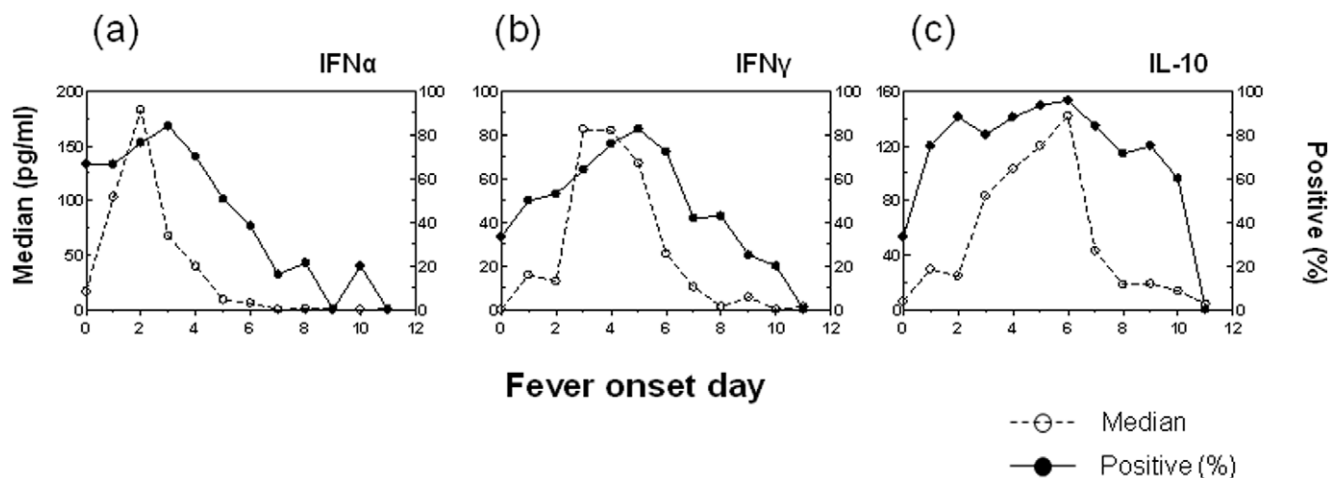 (a) (b) (c)
IFNα IFNγ IL-10
200 100 100 100 160 100
150 80 80 80 120 80
100 60 60 60 80 60
50 40 40 40 40 40
20 20 20 20
0 0 0 0 0 0
0 2 4 6 8 10 12 0 2 4 6 8 10 12 0 2 4 6 8 10 12
Median (pg/ml)
Positive (%)
Fever onset day
Median
Positive (%)